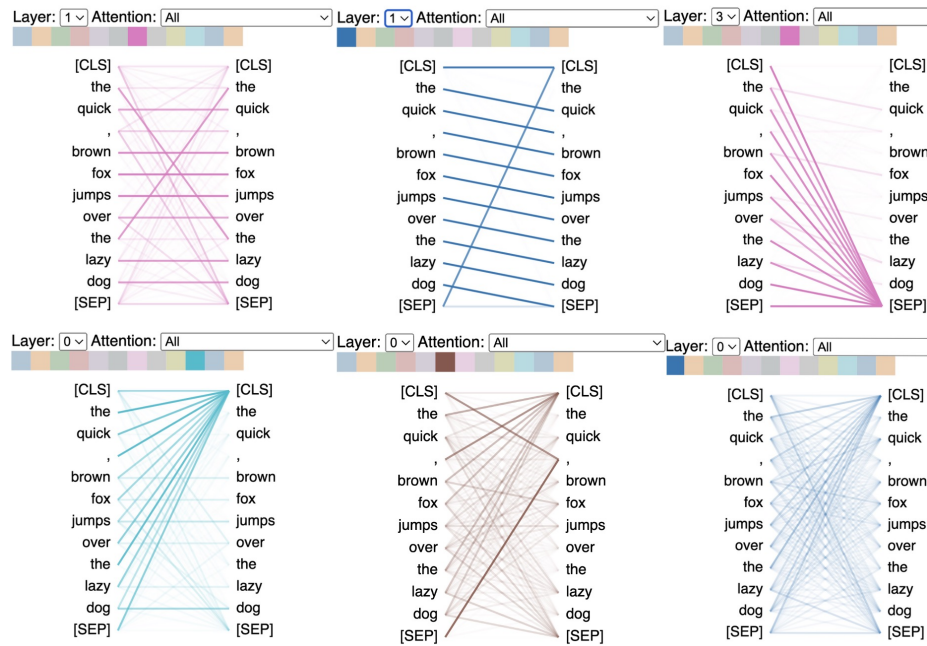 Layer: 1 Attention: All
[CLS] [CLS]
the the
quick quick
, ,
brown brown
fox fox
jumps jumps
over over
the the
lazy lazy
dog dog
[SEP] [SEP]
Layer: 1 Attention: All
[CLS] [CLS]
the the
quick quick
, ,
brown brown
fox fox
jumps jumps
over over
the the
lazy lazy
dog dog
[SEP] [SEP]
Layer: 3 Attention: All
[CLS] [CLS]
the the
quick quick
, ,
brown brown
fox fox
jumps jumps
over over
the the
lazy lazy
dog dog
[SEP] [SEP]
Layer: 0 Attention: All
[CLS] [CLS]
the the
quick quick
, ,
brown brown
fox fox
jumps jumps
over over
the the
lazy lazy
dog dog
[SEP] [SEP]
Layer: 0 Attention: All
[CLS] [CLS]
the the
quick quick
, ,
brown brown
fox fox
jumps jumps
over over
the the
lazy lazy
dog dog
[SEP] [SEP]
Layer: 0 Attention: All
[CLS] [CLS]
the the
quick quick
, ,
brown brown
fox fox
jumps jumps
over over
the the
lazy lazy
dog dog
[SEP] [SEP]